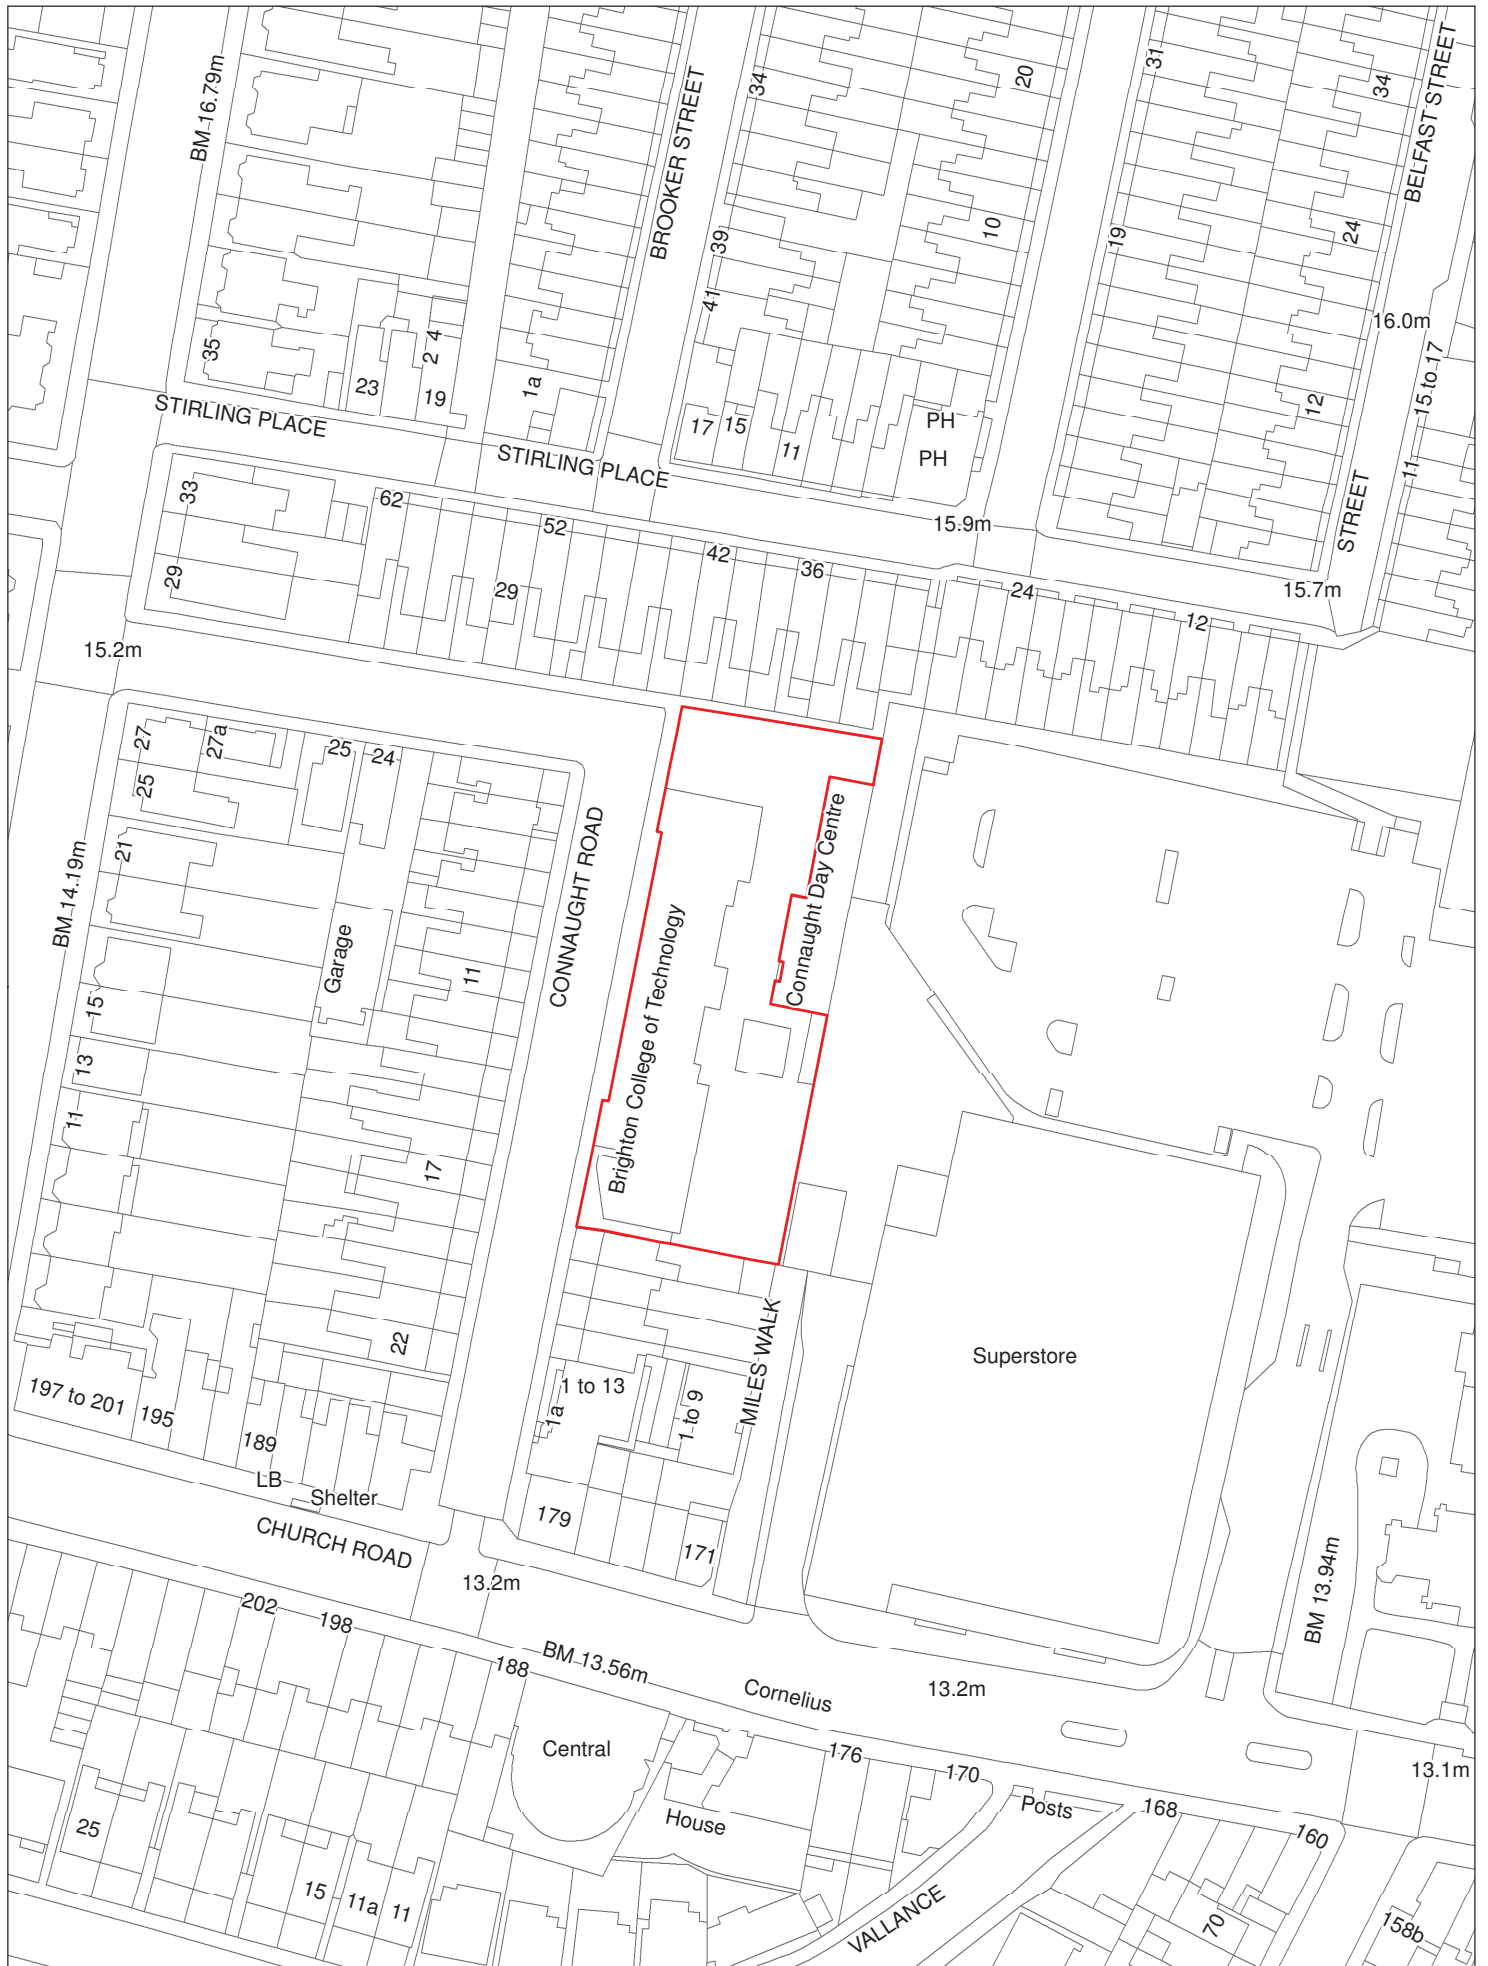 BM 16.79m
BROOKER STREET
34
20
31
34
BELFAST STREET
39
10
19
24
41
16.0m
35
2 4
23
19
1a
15 to 17
12
17
15
11
PH
PH
STIRLING PLACE
STIRLING PLACE
11
33
62
52
15.9m
STREET
42
36
29
29
24
15.7m
12
15.2m
27
27a
25
24
25
21
BM 14.19m
CONNAUGHT ROAD
Connaught Day Centre
Garage
11
Brighton College of Technology
15
13
11
17
22
MILES WALK
Superstore
197 to 201
195
1 to 13
1a
1 to 9
189
LB
Shelter
179
171
CHURCH ROAD
13.2m
BM 13.94m
202
198
BM 13.56m
188
Cornelius
13.2m
Central
176
170
13.1m
House
Posts
168
160
25
15
11a
11
VALLANCE
70
158b